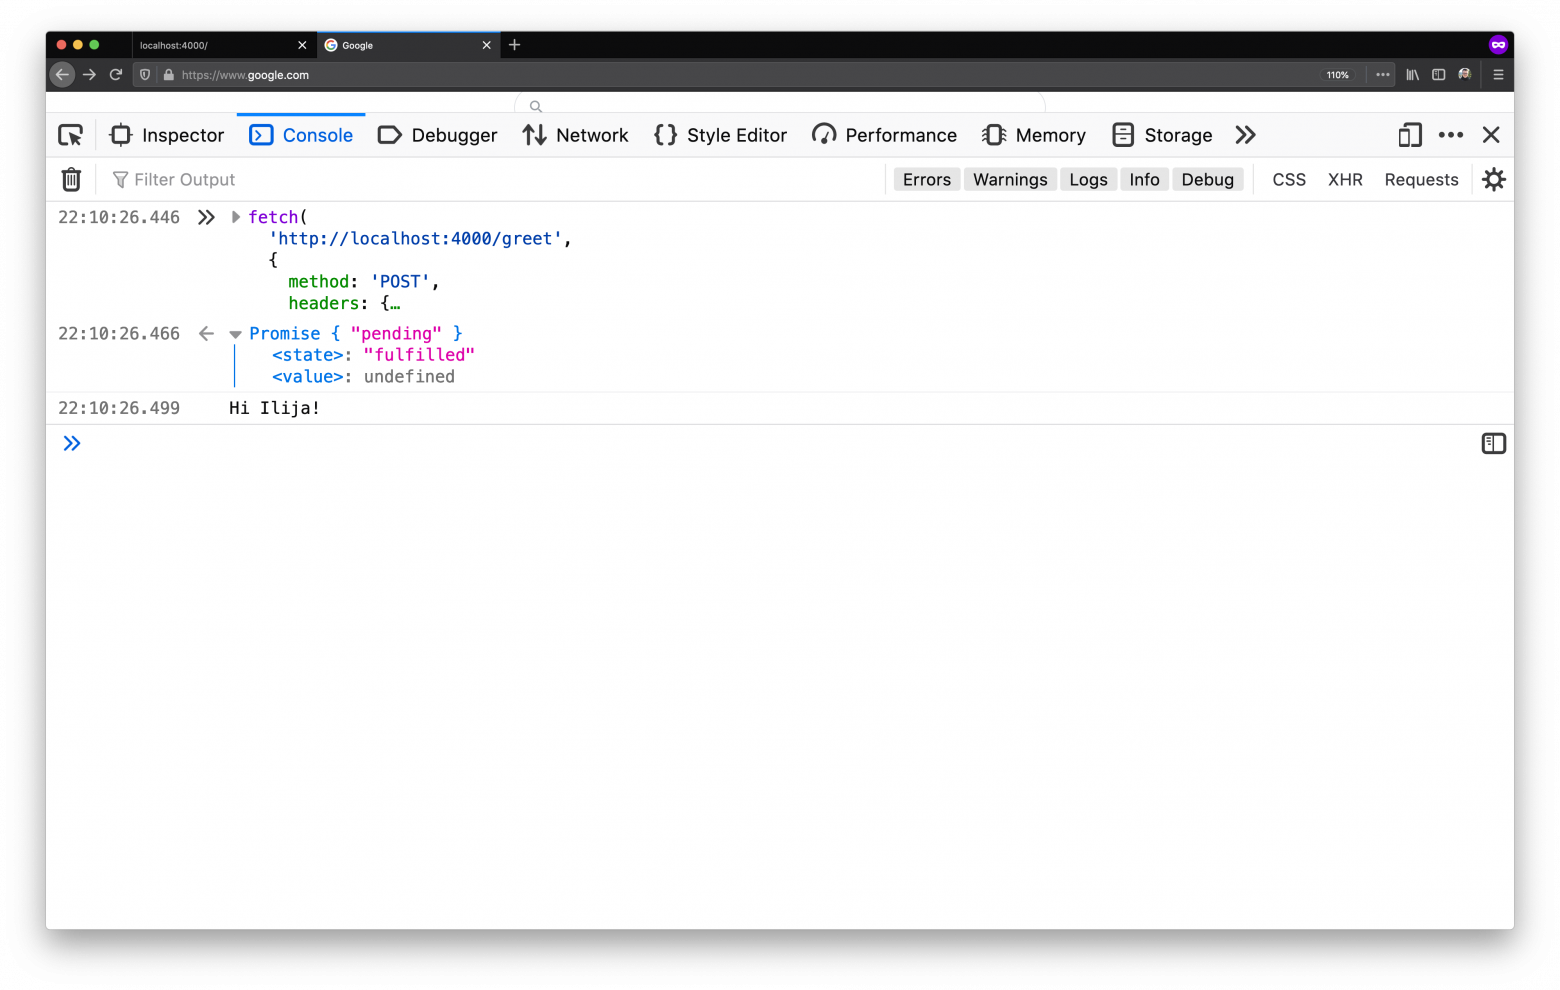 localhost:4000/
Google
https://www.google.com
110%
Inspector
Console
Debugger
Network
Style Editor
Performance
Memory
Storage
Filter Output
Errors
Warnings
Logs
Info
Debug
CSS
XHR
Requests
22:10:26.446 fetch(
'http://localhost:4000/greet',
{
method: 'POST',
headers: {…
22:10:26.466 Promise { "pending" }
<state>: "fulfilled"
<value>: undefined
22:10:26.499 Hi Ilija!